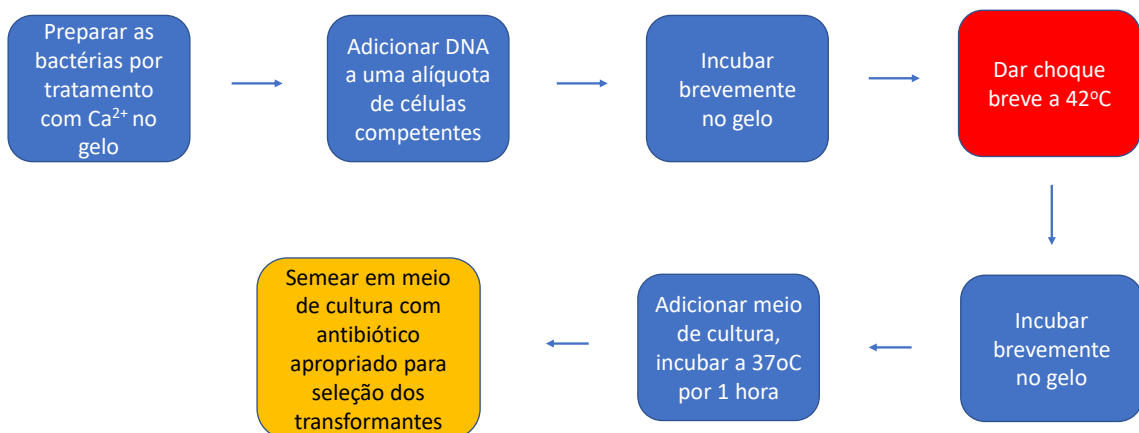 Preparar as
bactérias por
tratamento
com Ca²⁺ no
gelo
Adicionar DNA
a uma alíquota
de células
competentes
Incubar
brevemente
no gelo
Dar choque
breve a 42ºC
Incubar
brevemente
no gelo
Adicionar meio
de cultura,
incubar a 37oC
por 1 hora
Semear em meio
de cultura com
antibiótico
apropriado para
seleção dos
transformantes